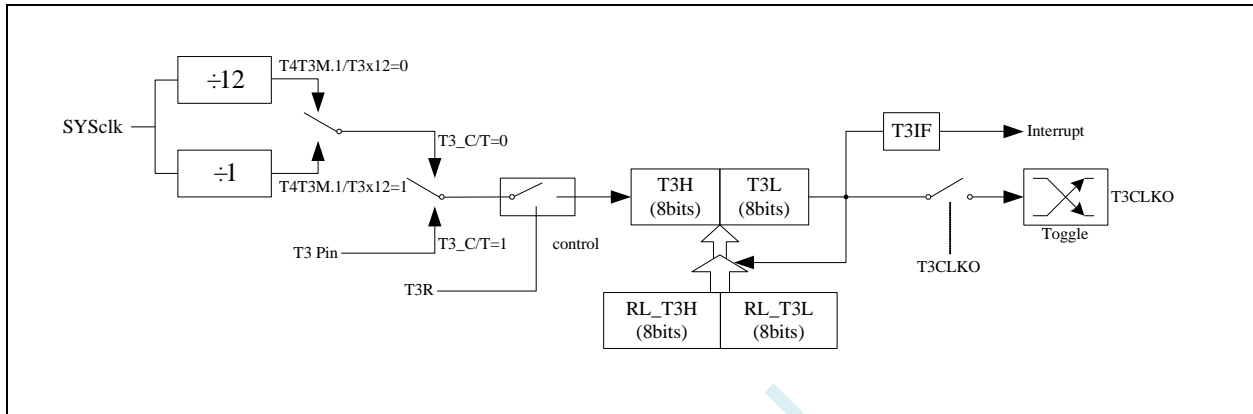 ÷12
T4T3M.1/T3x12=0
SYSclk
÷1
T4T3M.1/T3x12=1
T3_C/T=0
T3_C/T=1
T3 Pin
T3R
control
T3H
(8bits)
T3L
(8bits)
RL_T3H
(8bits)
RL_T3L
(8bits)
T3IF
Interrupt
T3CLKO
Toggle
T3CLKO